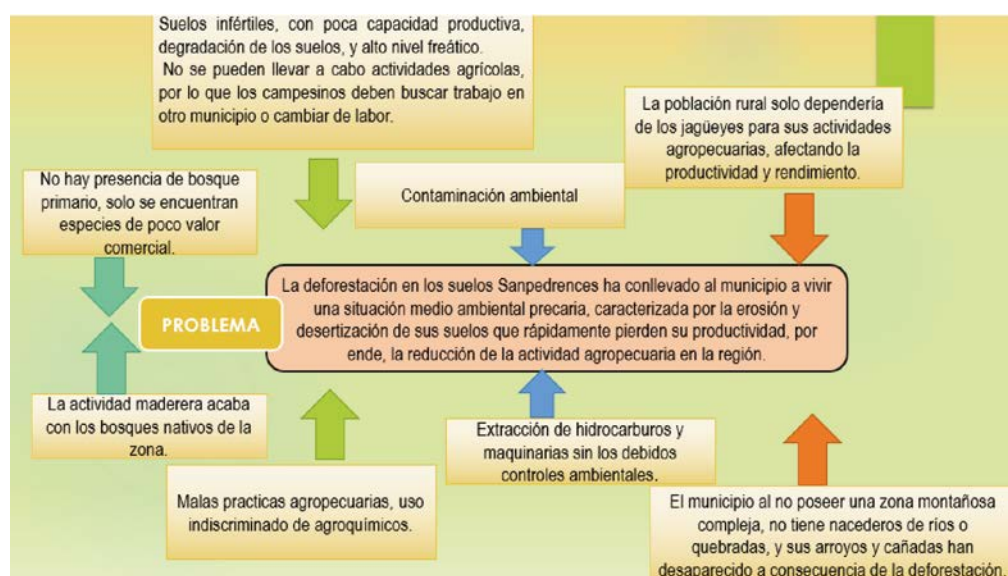 Suelos infértiles, con poca capacidad productiva,
degradación de los suelos, y alto nivel freático.
No se pueden llevar a cabo actividades agrícolas,
por lo que los campesinos deben buscar trabajo en
otro municipio o cambiar de labor.
La población rural solo dependería
de los jagüeyes para sus actividades
agropecuarias, afectando la
productividad y rendimiento.
No hay presencia de bosque
primario, solo se encuentran
especies de poco valor
comercial.
Contaminación ambiental
PROBLEMA
La deforestación en los suelos Sanpedrences ha conllevado al municipio a vivir
una situación medio ambiental precaria, caracterizada por la erosión y
desertización de sus suelos que rápidamente pierden su productividad, por
ende, la reducción de la actividad agropecuaria en la región.
La actividad maderera acaba
con los bosques nativos de la
zona.
Malas practicas agropecuarias, uso
indiscriminado de agroquímicos.
Extracción de hidrocarburos y
maquinarias sin los debidos
controles ambientales.
El municipio al no poseer una zona montañosa
compleja, no tiene nacederos de ríos o
quebradas, y sus arroyos y cañadas han
desaparecido a consecuencia de la deforestación.